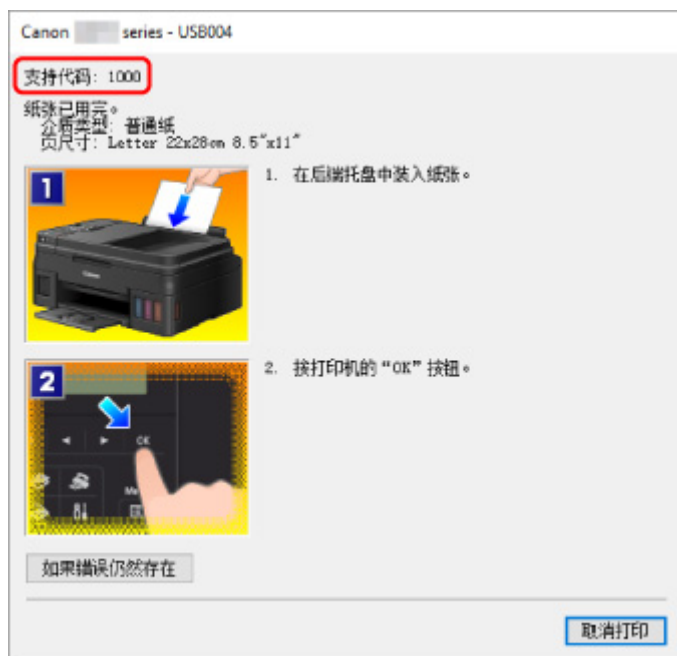 Canon series - USB004
支持代码: 1000
纸张已用完。
介质类型: 普通纸
页尺寸: Letter 22x28cm 8.5"x11"
1
1. 在后端托盘中装入纸张。
2
2. 按打印机的“OK”按钮。
OK
如果错误仍然存在
取消打印